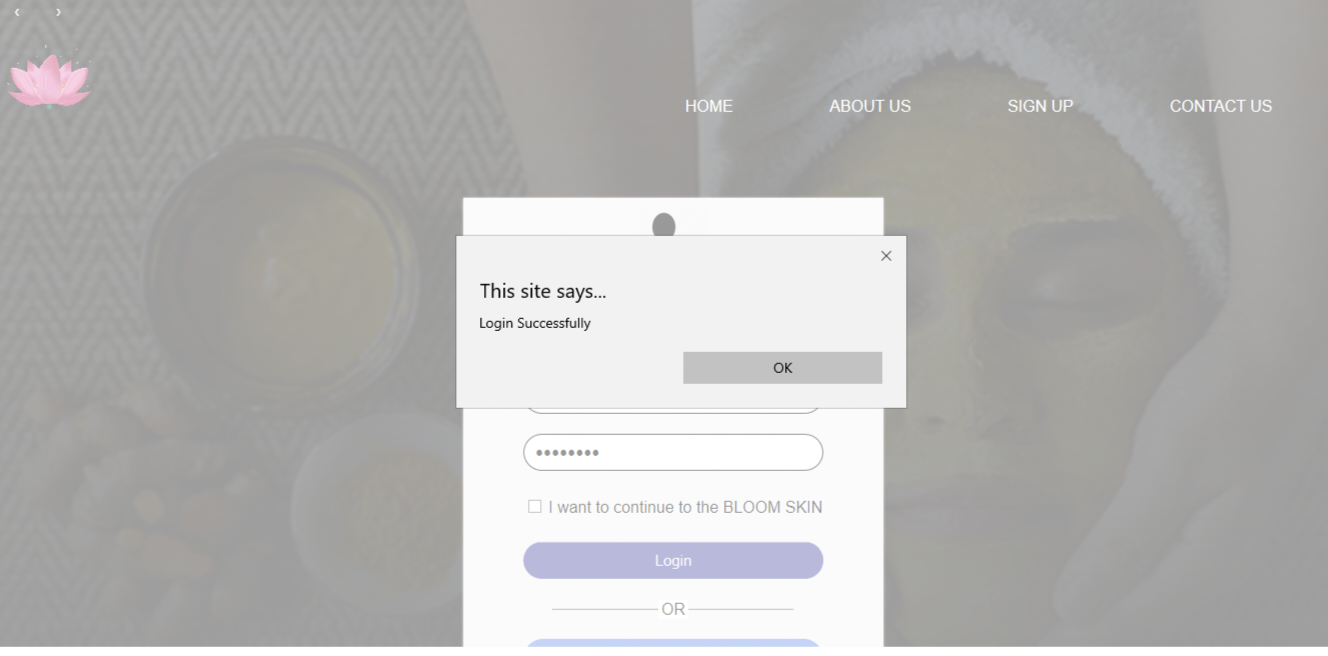 HOME ABOUT US SIGN UP CONTACT US
This site says...
Login Successfully
OK
I want to continue to the BLOOM SKIN
Login
OR